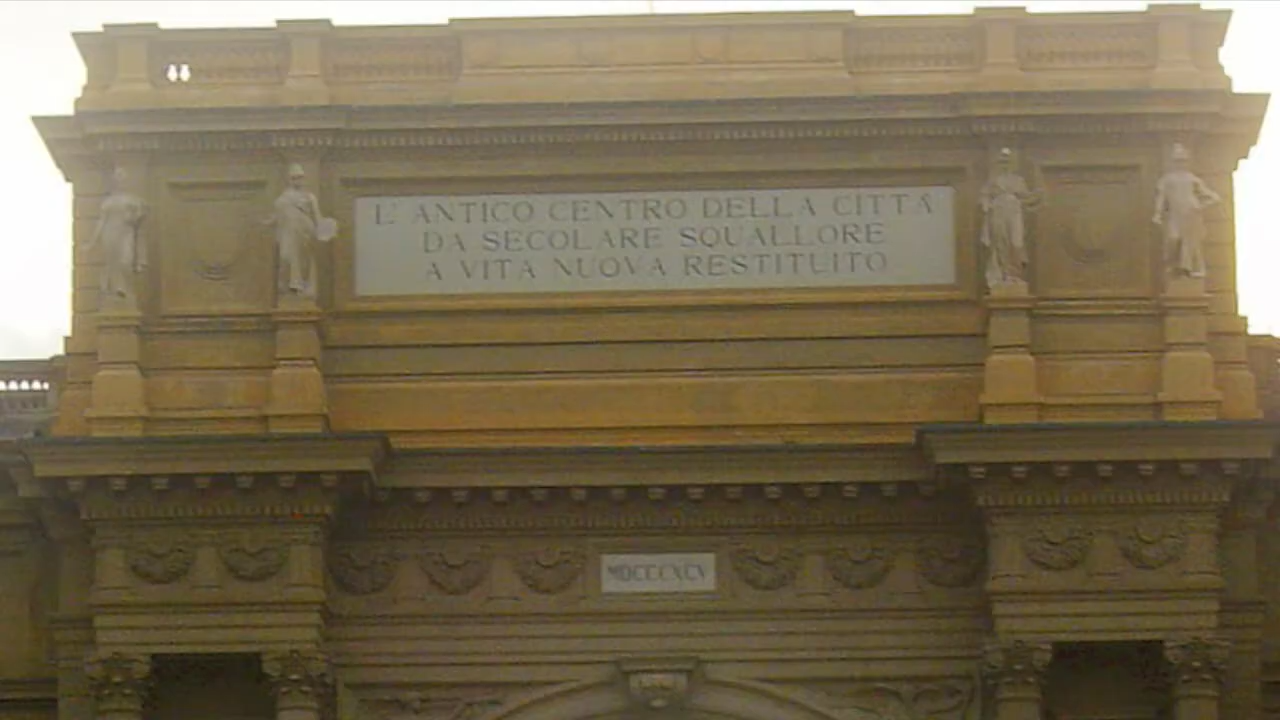 L' ANTICO CENTRO DELLA CITTÀ
DA SECOLARE SQUALLORE
A VITA NUOVA RESTITUITO
MDCCCXCV